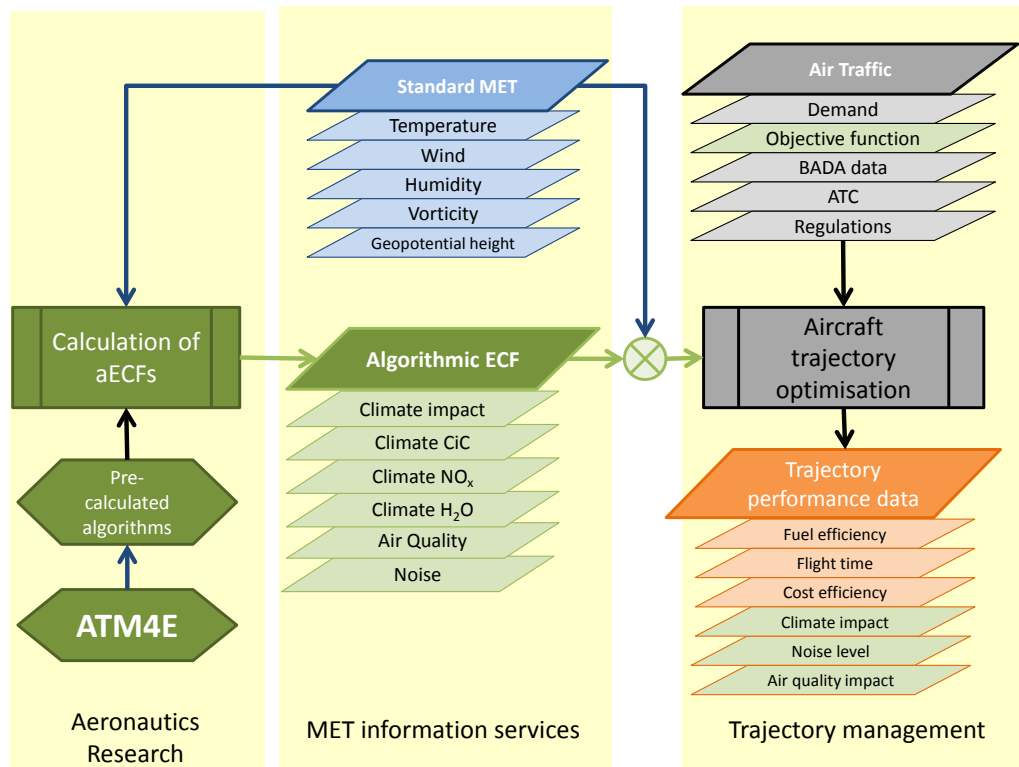 Standard MET
Temperature
Wind
Humidity
Vorticity
Geopotential height
Air Traffic
Demand
Objective function
BADA data
ATC
Regulations
Calculation of
aECFs
Algorithmic ECF
Climate impact
Climate CiC
Climate NOₓ
Climate H₂O
Air Quality
Noise
Aircraft
trajectory
optimisation
Pre-
calculated
algorithms
ATM4E
Trajectory
performance data
Fuel efficiency
Flight time
Cost efficiency
Climate impact
Noise level
Air quality impact
Aeronautics
Research
MET information services
Trajectory management